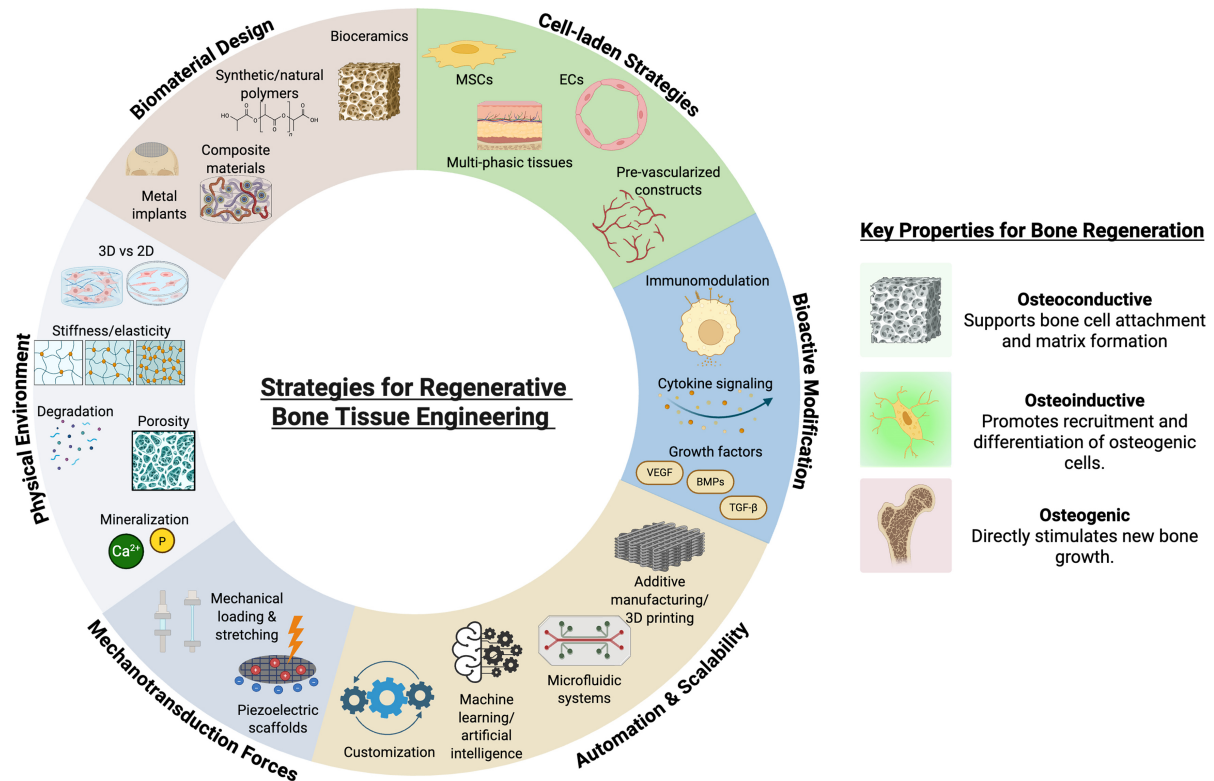 Strategies for Regenerative
Bone Tissue Engineering
Biomaterial Design
Bioceramics
Synthetic/natural
polymers
HO
O
O
O
O
O
n
O
OH
Composite
materials
Metal
implants
Cell-laden Strategies
MSCs
ECs
Multi-phasic tissues
Pre-vascularized
constructs
Bioactive Modification
Immunomodulation
Cytokine signaling
Growth factors
VEGF
BMPs
TGF-β
Automation & Scalability
Additive
manufacturing/
3D printing
Microfluidic
systems
Machine
learning/
artificial
intelligence
Customization
Mechanotransduction Forces
Mechanical
loading &
stretching
Piezoelectric
scaffolds
Physical Environment
3D vs 2D
Stiffness/elasticity
Degradation
Porosity
Mineralization
Ca²⁺
P
Key Properties for Bone Regeneration
Osteoconductive
Supports bone cell attachment
and matrix formation
Osteoinductive
Promotes recruitment and
differentiation of osteogenic
cells.
Osteogenic
Directly stimulates new bone
growth.